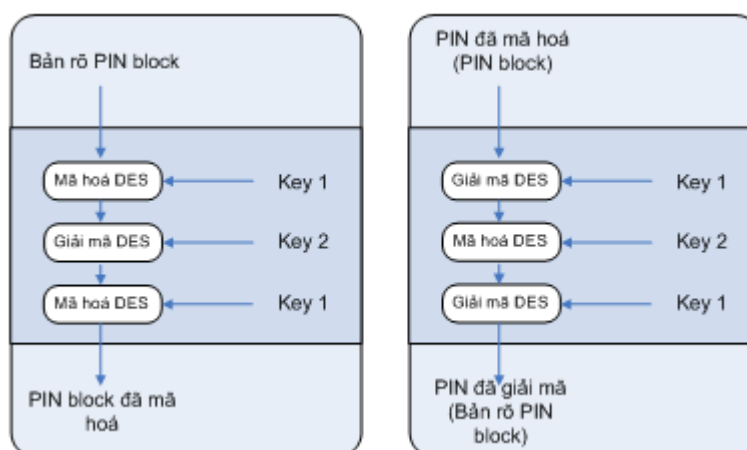 Bản rõ PIN block
Mã hoá DES
Key 1
Giải mã DES
Key 2
Mã hoá DES
Key 1
PIN block đã mã
hoá
PIN đã mã hoá
(PIN block)
Giải mã DES
Key 1
Mã hoá DES
Key 2
Giải mã DES
Key 1
PIN đã giải mã
(Bản rõ PIN
block)